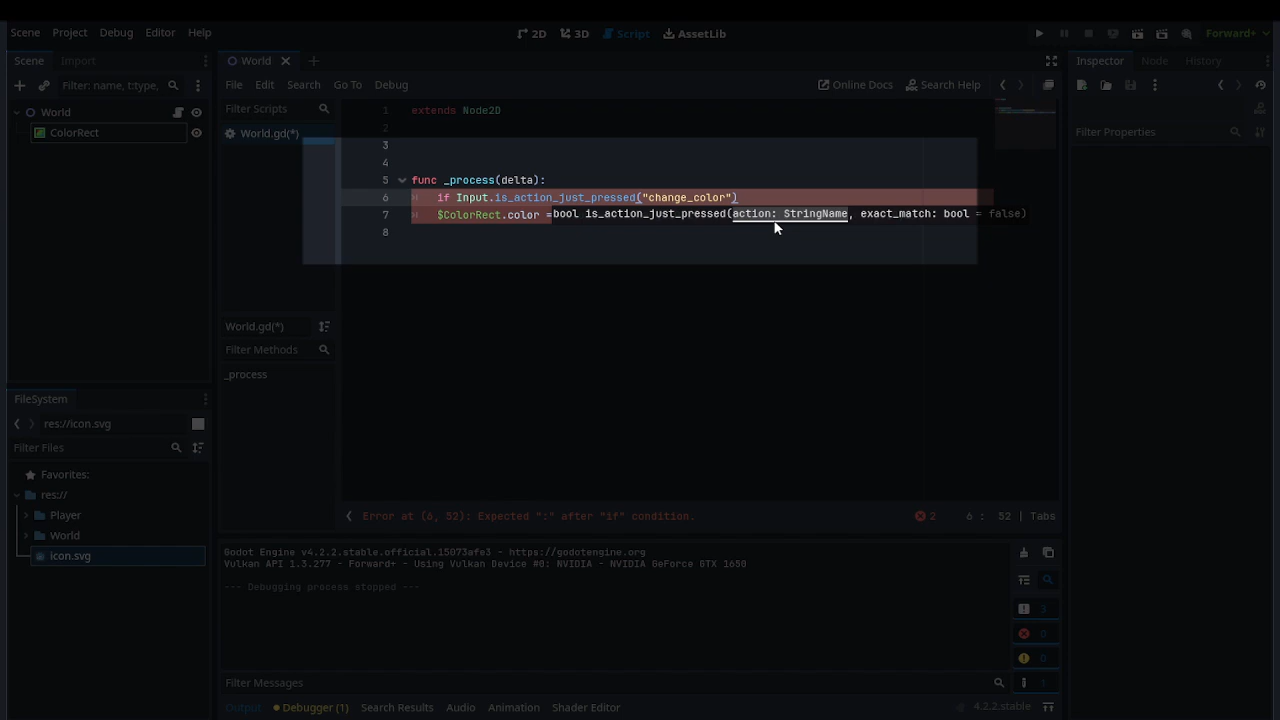 Scene Project Debug Editor Help 2D 3D Script AssetLib Forward+
Scene Import World Inspector Node History
Filter: name, t:type, File Edit Search Go To Debug Online Docs Search Help
World Filter Scripts 1 extends Node2D
ColorRect World.gd(*) 2 Filter Properties
3
4
5 func _process(delta):
6 if Input.is_action_just_pressed("change_color")
7 $ColorRect.color = bool is_action_just_pressed(action: StringName, exact_match: bool = false)
8
World.gd(*)
Filter Methods
_process
FileSystem
res://icon.svg
Filter Files
Favorites:
res://
Player
World
icon.svg
Error at (6, 52): Expected ":" after "if" condition. 2 6 : 52 | Tabs
Godot Engine v4.2.2.stable.official.15073afe3 - https://godotengine.org
Vulkan API 1.3.277 - Forward+ - Using Vulkan Device #0: NVIDIA - NVIDIA GeForce GTX 1650
--- Debugging process stopped ---
3
0
0
1
Filter Messages
Output Debugger (1) Search Results Audio Animation Shader Editor 4.2.2.stable